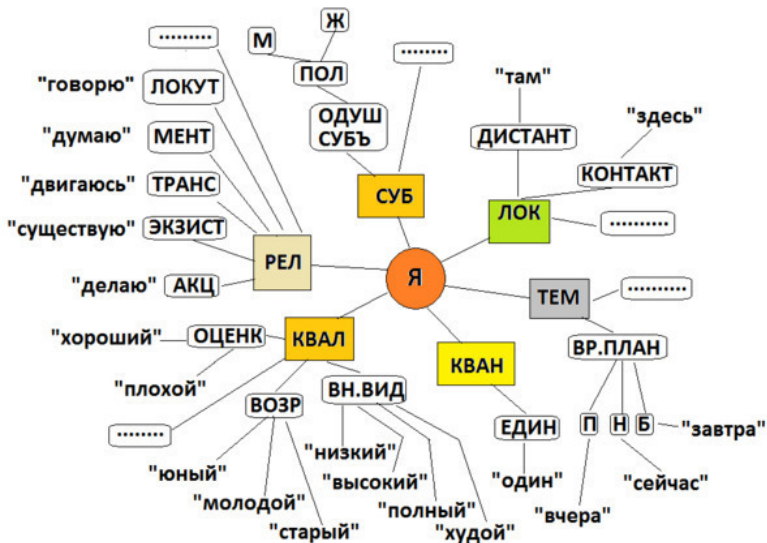 Ж
М
.........
ПОЛ
........
"говорю" ЛОКУТ
"там"
ОДУШ
СУБЪ
"здесь"
"думаю" МЕНТ
ДИСТАНТ
КОНТАКТ
"двигаюсь" ТРАНС
СУБ
ЛОК
..........
"существую" ЭКЗИСТ
РЕЛ
Я
"делаю" АКЦ
ТЕМ
..........
"хороший" ОЦЕНК
КВАЛ
КВАН
ВР.ПЛАН
"плохой"
ВОЗР
ВН.ВИД
........
ЕДИН
П Н Б "завтра"
"низкий"
"юный"
"высокий"
"один"
"сейчас"
"молодой"
"полный"
"вчера"
"старый"
"худой"